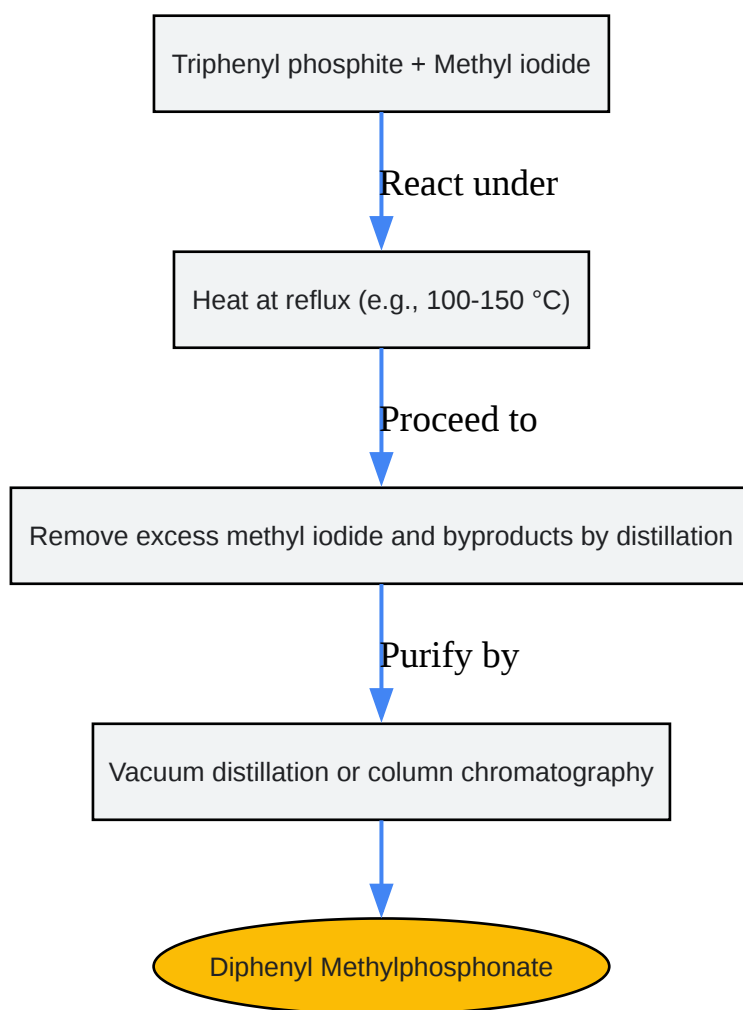 Triphenyl phosphite + Methyl iodide
React under
Heat at reflux (e.g., 100-150 °C)
Proceed to
Remove excess methyl iodide and byproducts by distillation
Purify by
Vacuum distillation or column chromatography
Diphenyl Methylphosphonate